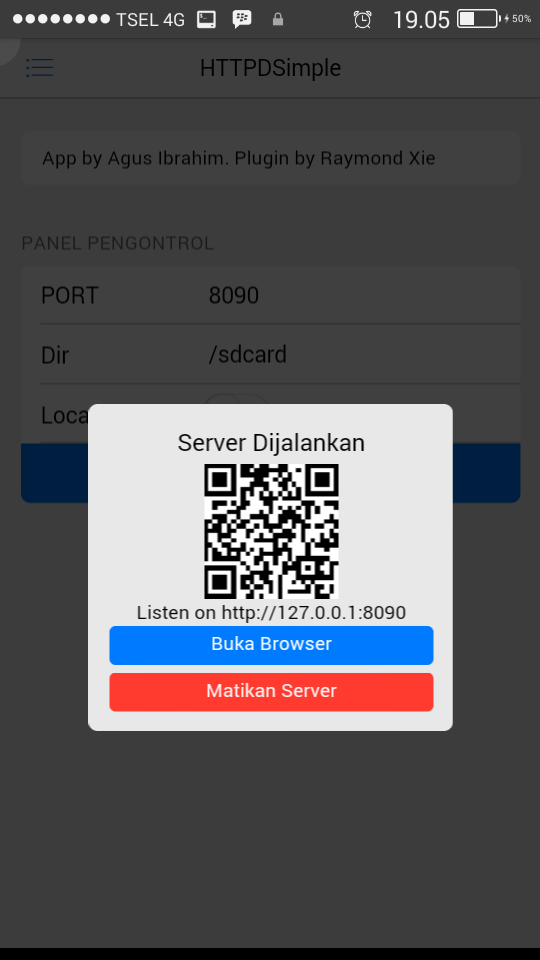 TSEL 4G
19.05
50%
HTTPDSimple
App by Agus Ibrahim. Plugin by Raymond Xie
PANEL PENGONTROL
PORT 8090
Dir /sdcard
Loca
Server Dijalankan
Listen on http://127.0.0.1:8090
Buka Browser
Matikan Server